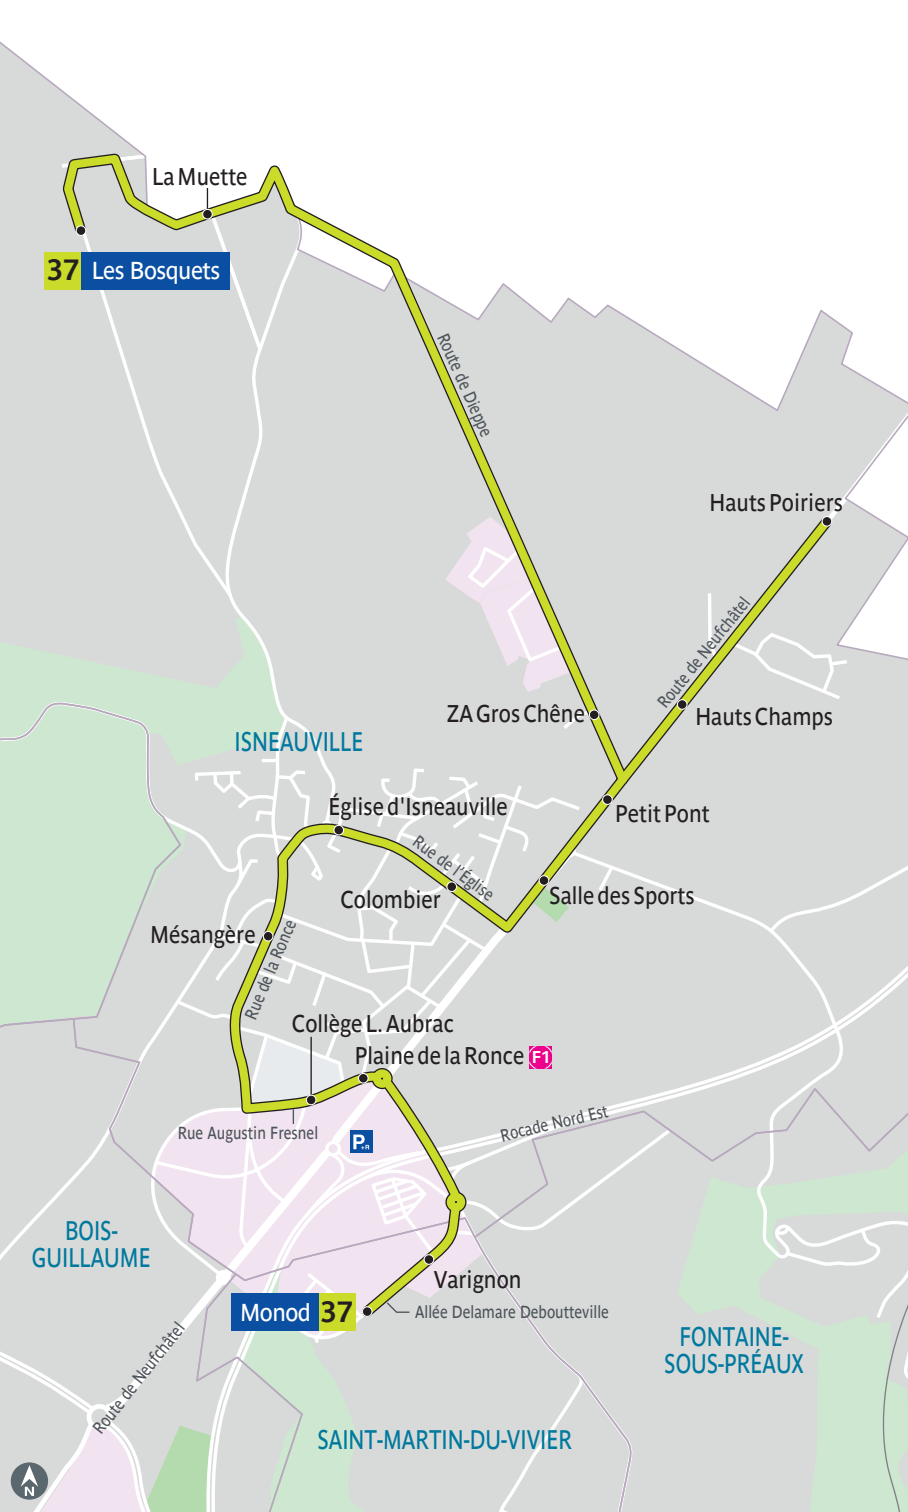 La Muette
37 Les Bosquets
Route de Dieppe
Hauts Poiriers
Route de Neufchâtel
ZA Gros Chêne
Hauts Champs
ISNEAUVILLE
Église d'Isneauville
Petit Pont
Rue de l'Église
Colombier
Salle des Sports
Mésangère
Rue de la Ronce
Collège L. Aubrac
Plaine de la Ronce F1
Rue Augustin Fresnel
P+R
Rocade Nord Est
BOIS-
GUILLAUME
Varignon
Monod 37
Allée Delamare Deboutteville
Route de Neufchâtel
FONTAINE-
SOUS-PRÉAUX
SAINT-MARTIN-DU-VIVIER
N